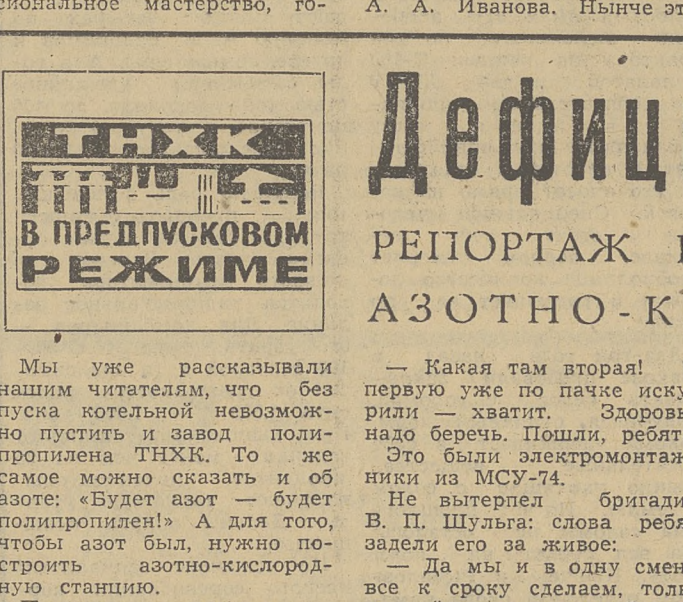 сиональное мастерство, го-
ТНХК
В ПРЕДПУСКОВОМ
РЕЖИМЕ
Мы уже рассказывали
нашим читателям, что без
пуска котельной невозмож-
но пустить и завод поли-
пропилена ТНХК. То же
самое можно сказать и об
азоте: «Будет азот — будет
полипропилен!» А для того,
чтобы азот был, нужно по-
строить азотно-кислород-
ную станцию.
А. А. Иванова. Нынче эт
Дефиц
РЕПОРТАЖ
АЗОТНО-К
— Какая там вторая!
первую уже по пачке иску
рили — хватит. Здоровь
надо беречь. Пошли, ребят
Это были электромонтаж
ники из МСУ-74.
Не вытерпел бригади
В. П. Шульга: слова ребя
задели его за живое:
— Да мы и в одну смен
все к сроку сделаем, толь